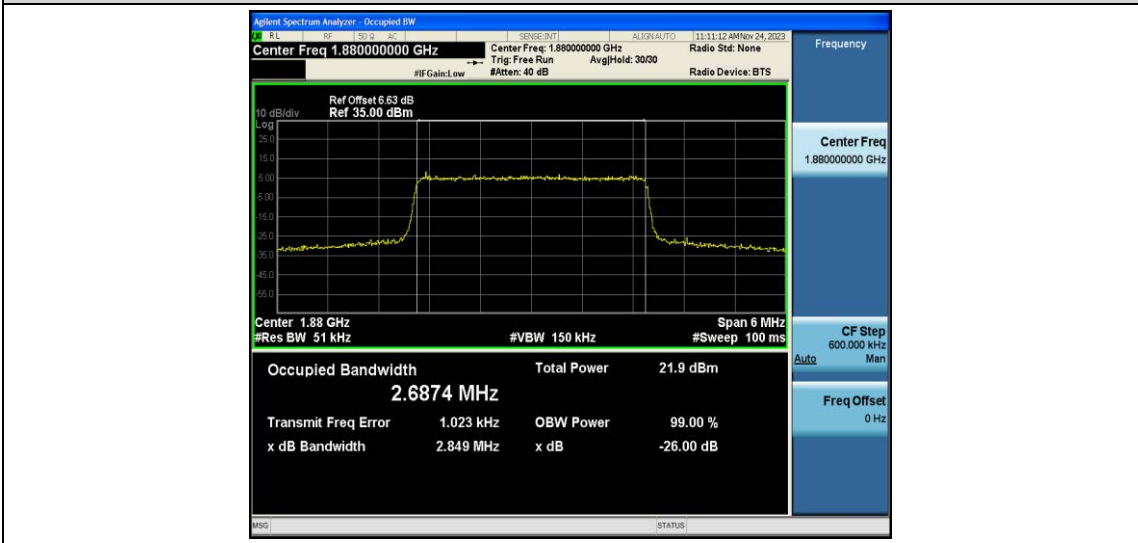 Agilent Spectrum Analyzer - Occupied BW
RL RF 50 Ω AC SENSE:INT ALIGNAUTO 11:11:12 AM Nov 24, 2023
Center Freq 1.880000000 GHz
Center Freq: 1.880000000 GHz
Radio Std: None
Trig: Free Run Avg|Hold: 30/30
#IFGain:Low
#Atten: 40 dB
Radio Device: BTS
Frequency
Ref Offset 6.63 dB
10 dB/div Ref 35.00 dBm
Log
25.0
15.0
5.00
-5.00
-15.0
-25.0
-35.0
-45.0
-55.0
Center 1.88 GHz Span 6 MHz
#Res BW 51 kHz #VBW 150 kHz #Sweep 100 ms
Occupied Bandwidth Total Power 21.9 dBm
2.6874 MHz
Transmit Freq Error 1.023 kHz OBW Power 99.00 %
x dB Bandwidth 2.849 MHz x dB -26.00 dB
Center Freq
1.880000000 GHz
CF Step
600.000 kHz
Auto Man
Freq Offset
0 Hz
MSG STATUS